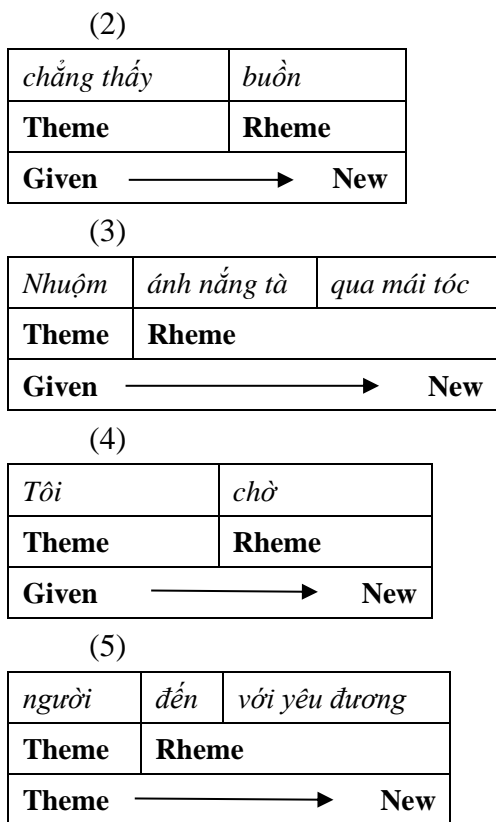 (2)
chẳng thấy buồn
Theme Rheme
Given New
(3)
Nhuộm ánh nắng tà qua mái tóc
Theme Rheme
Given New
(4)
Tôi chờ
Theme Rheme
Given New
(5)
người đến với yêu đương
Theme Rheme
Theme New